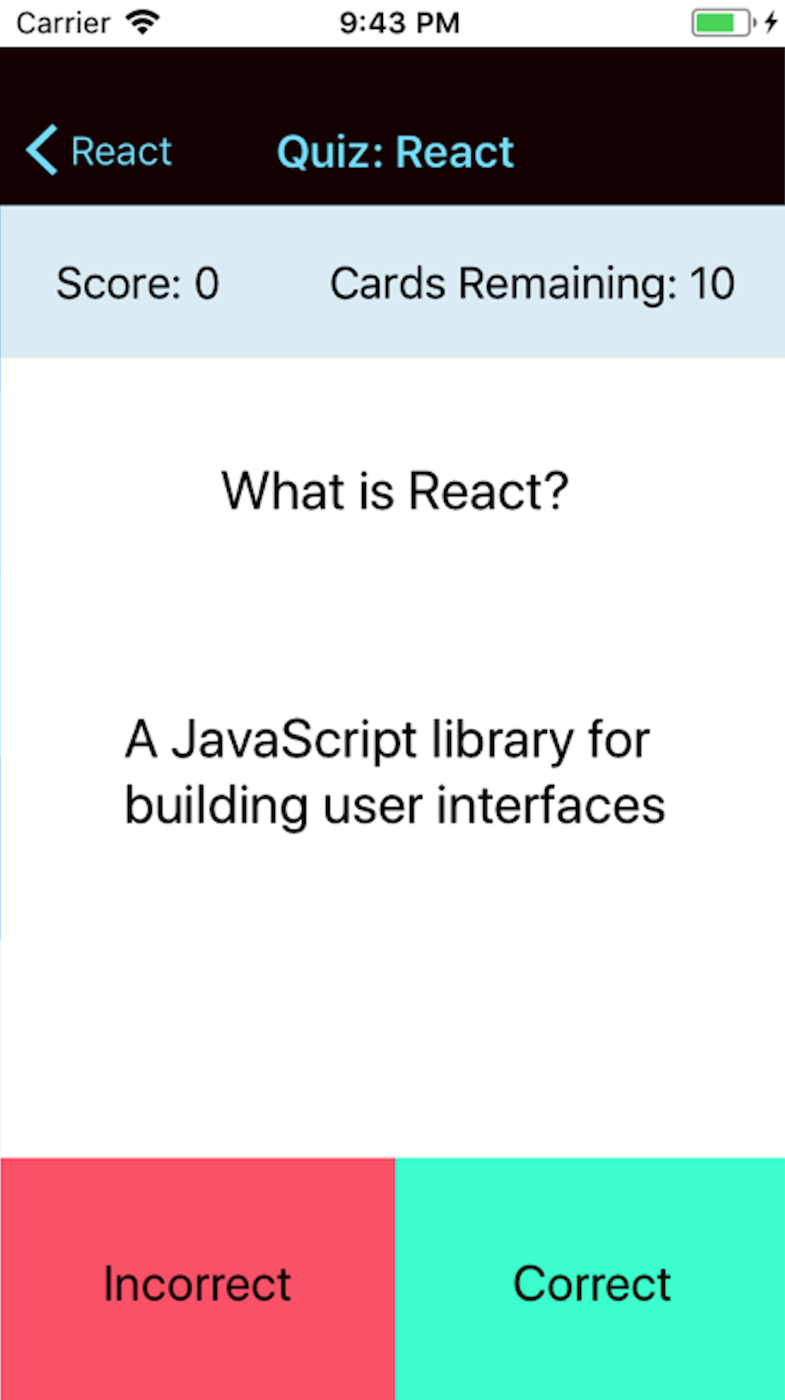 Carrier 9:43 PM
React Quiz: React
Score: 0 Cards Remaining: 10
What is React?
A JavaScript library for
building user interfaces
Incorrect Correct